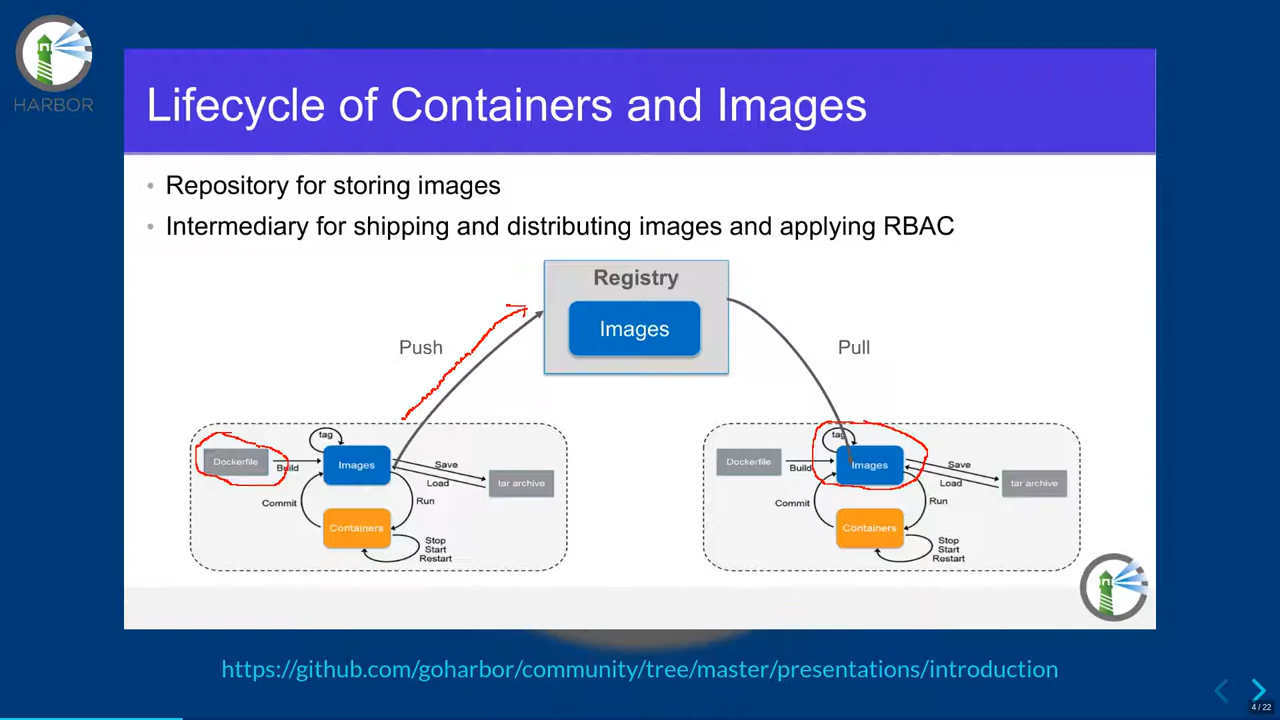 HARBOR
Lifecycle of Containers and Images
• Repository for storing images
• Intermediary for shipping and distributing images and applying RBAC
Registry
Images
Push
Pull
tag
Dockerfile
Build
Images
Save
Load
tar archive
Commit
Run
Containers
Stop
Start
Restart
tag
Dockerfile
Build
Images
Save
Load
tar archive
Commit
Run
Containers
Stop
Start
Restart
https://github.com/goharbor/community/tree/master/presentations/introduction
4 / 22